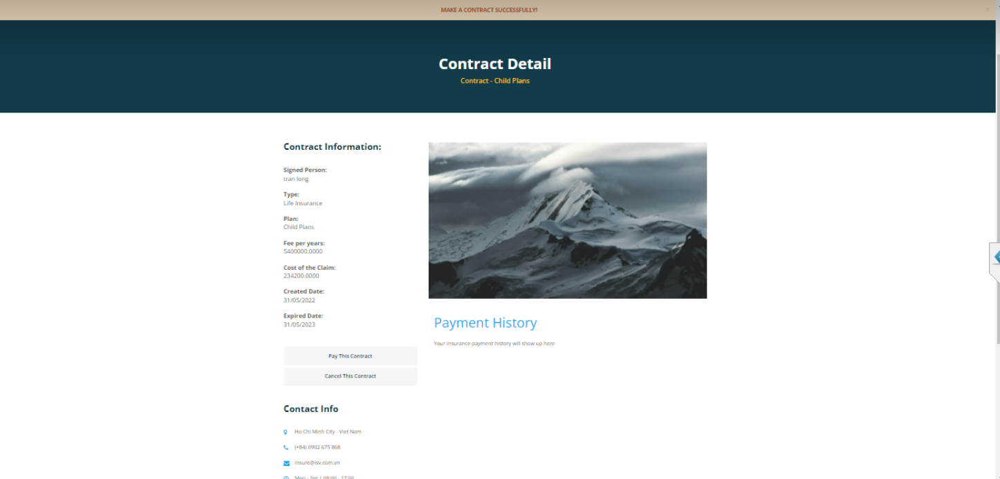 MAKE A CONTRACT SUCCESSFULLY!
×
Contract Detail
Contract - Child Plans
Contract Information:
Signed Person:
tran long
Type:
Life Insurance
Plan:
Child Plans
Fee per years:
5400000.0000
Cost of the Claim:
234200.0000
Created Date:
31/05/2022
Expired Date:
31/05/2023
Pay This Contract
Cancel This Contract
Payment History
Your insurance payment history will show up here
Contact Info
Ho Chi Minh City - Viet Nam
(+84) 0902 675 868
insure@isv.com.vn
Mon - Sat | 08:00 - 17:00